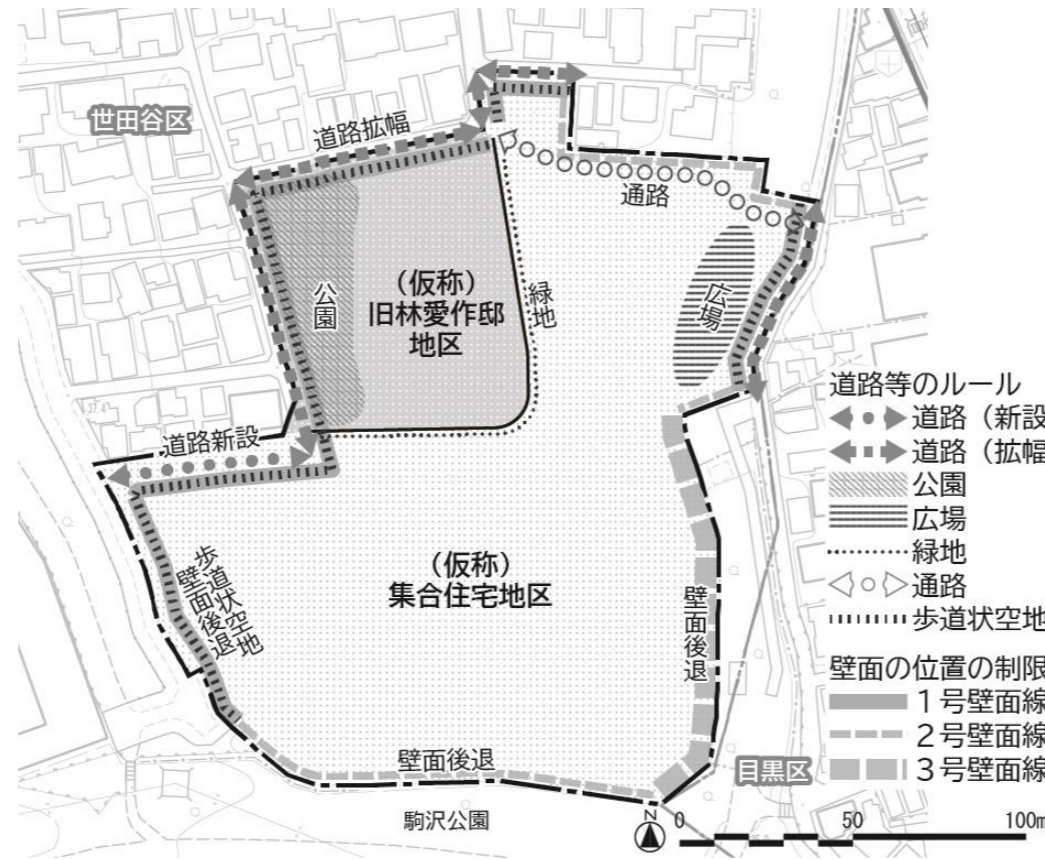 世田谷区
道路拡幅
通路
公園
（仮称）
旧林愛作邸
地区
緑地
広場
道路新設
歩道状空地
壁面後退
（仮称）
集合住宅地区
壁面後退
壁面後退
目黒区
駒沢公園
道路等のルール
道路（新設
道路（拡幅
公園
広場
緑地
通路
歩道状空地
壁面の位置の制限
１号壁面線
２号壁面線
３号壁面線
N
0 50 100m